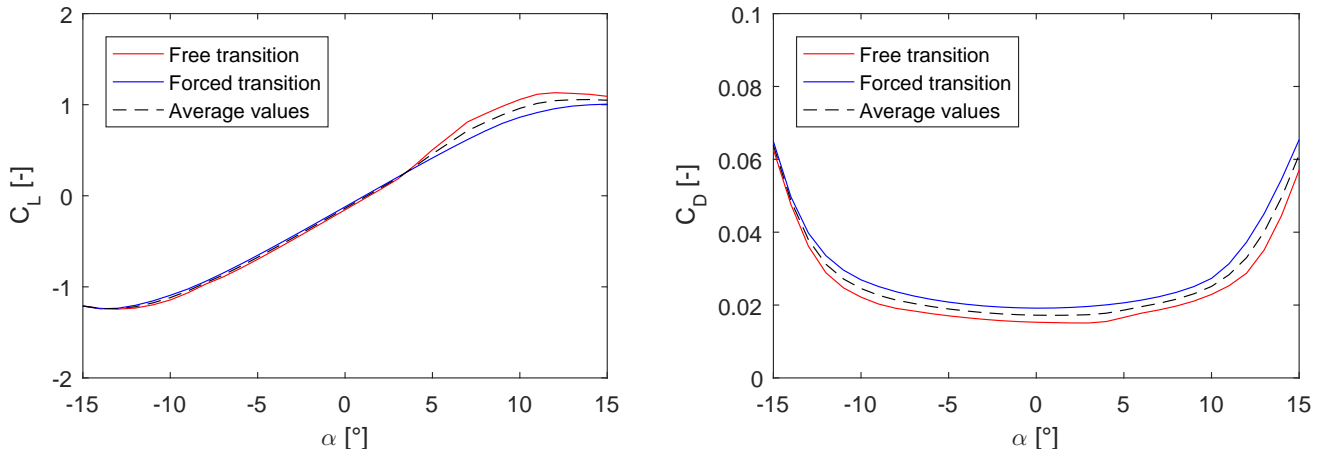 2
1
0
-1
-2
C_L [-]
Free transition
Forced transition
Average values
-15 -10 -5 0 5 10 15
α [°]
0.1
0.08
0.06
0.04
0.02
0
C_D [-]
Free transition
Forced transition
Average values
-15 -10 -5 0 5 10 15
α [°]